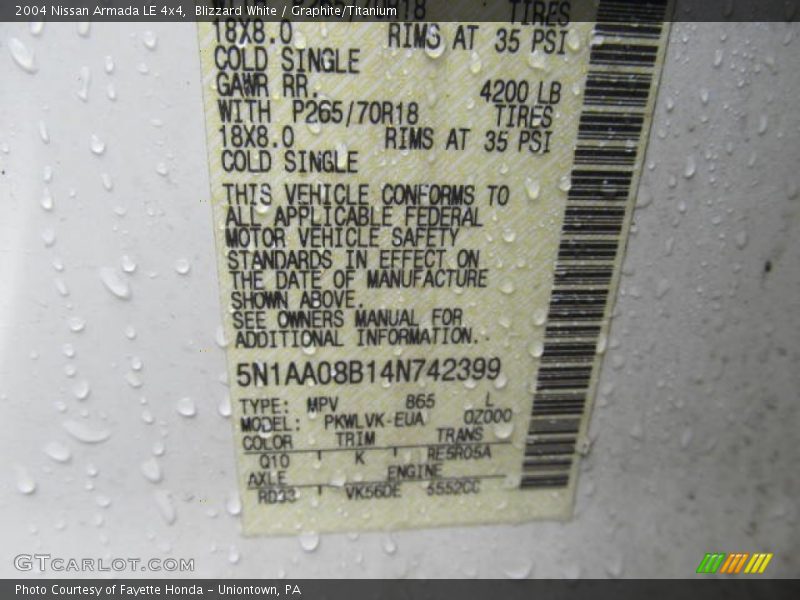 2004 Nissan Armada LE 4x4, Blizzard White / Graphite/Titanium
TIRES
18X8.0 RIMS AT 35 PSI
COLD SINGLE
GAWR RR. 4200 LB
WITH P265/70R18 TIRES
18X8.0 RIMS AT 35 PSI
COLD SINGLE
THIS VEHICLE CONFORMS TO
ALL APPLICABLE FEDERAL
MOTOR VEHICLE SAFETY
STANDARDS IN EFFECT ON
THE DATE OF MANUFACTURE
SHOWN ABOVE.
SEE OWNERS MANUAL FOR
ADDITIONAL INFORMATION.
5N1AA08B14N742399
TYPE: MPV 865 L
MODEL: PKWLVK-EUA 0Z000
COLOR TRIM TRANS
Q10 K RE5R05A
AXLE ENGINE
RD33 VK56DE 5552CC
GTCARLOT.COM
Photo Courtesy of Fayette Honda - Uniontown, PA